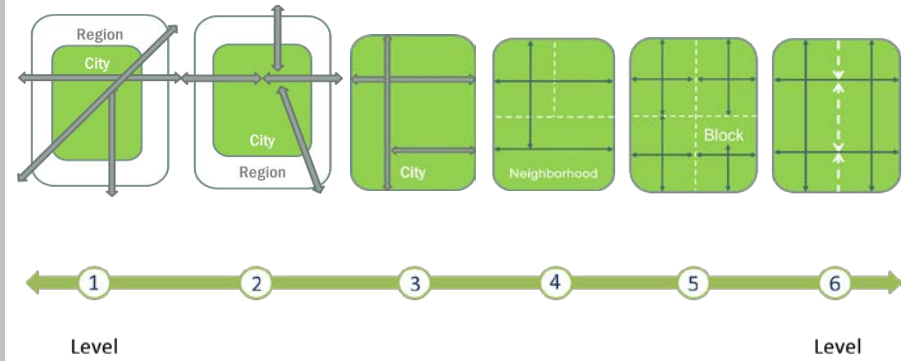 Region
City
City
Region
City
Neighborhood
Block
1
2
3
4
5
6
Level
Level